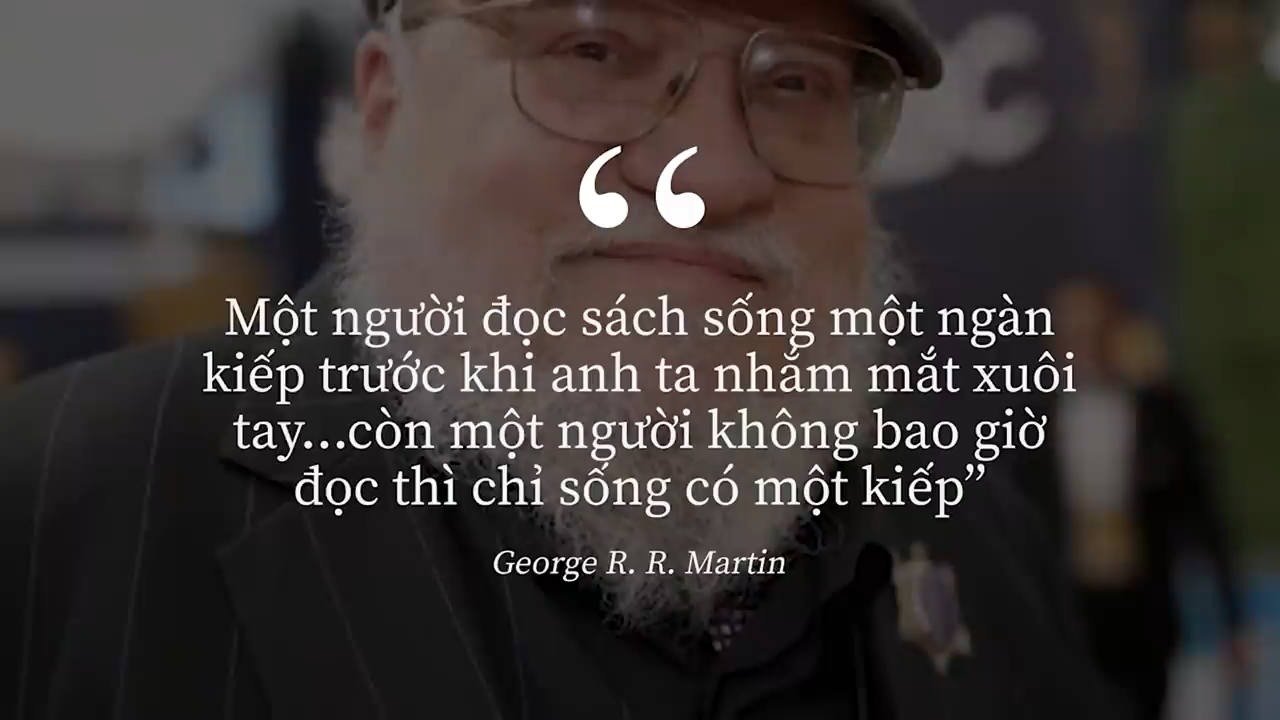 “
Một người đọc sách sống một ngàn
kiếp trước khi anh ta nhắm mắt xuôi
tay...còn một người không bao giờ
đọc thì chỉ sống có một kiếp”
George R. R. Martin